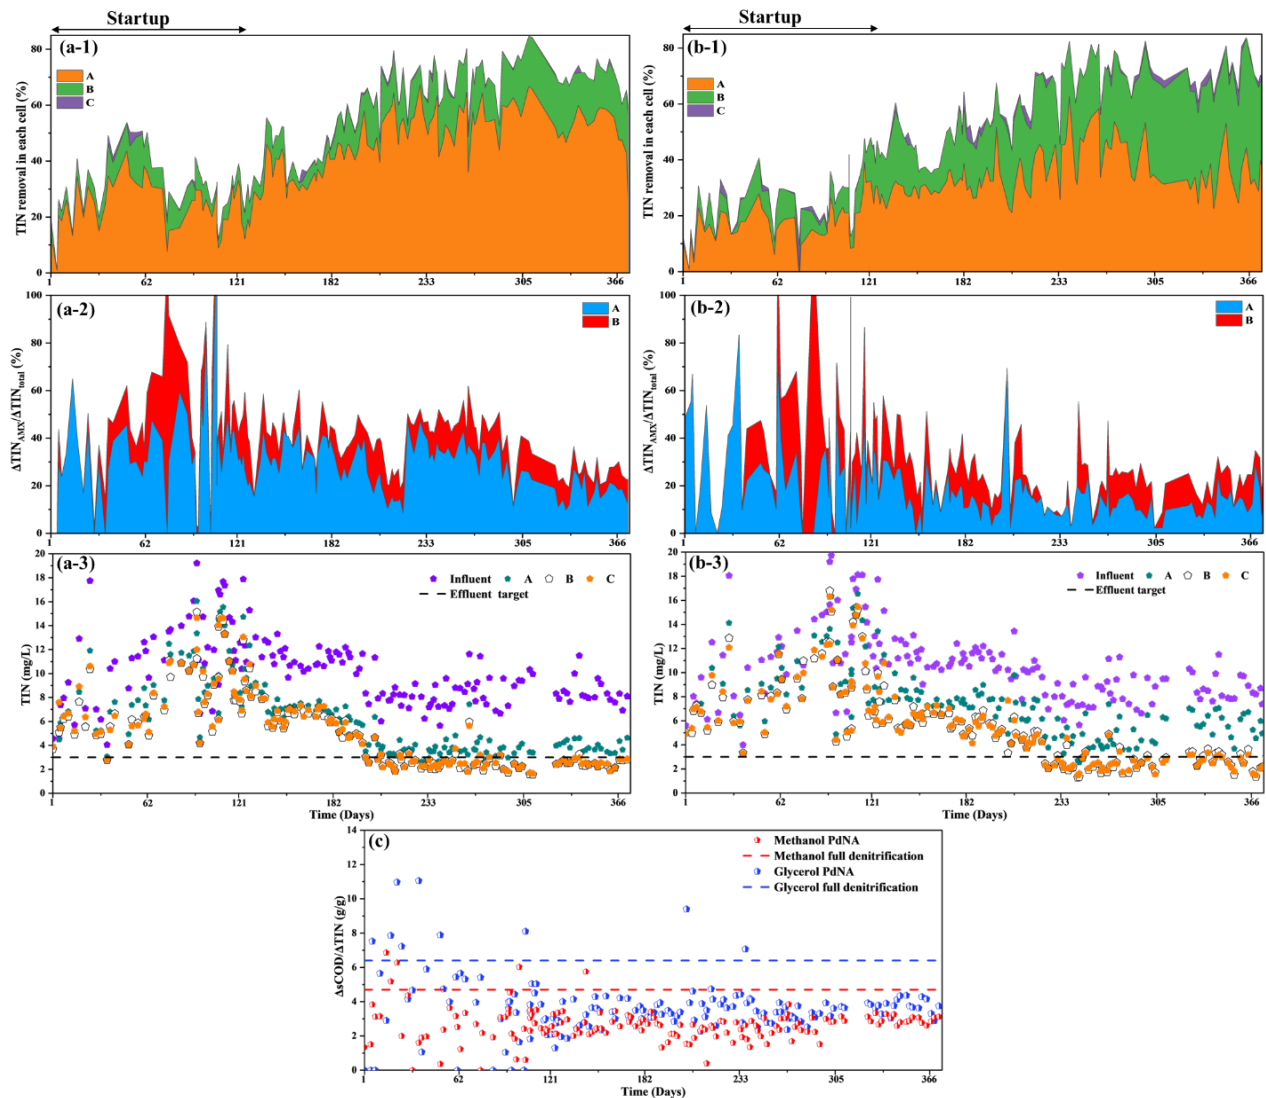 Startup
Startup
(a-1)
A
B
C
TIN removal in each cell (%)
80
60
40
20
0
1 62 121 182 233 305 366
(b-1)
A
B
C
TIN removal in each cell (%)
80
60
40
20
0
1 62 121 182 233 305 366
(a-2)
A
B
ΔTIN_AMX/ΔTIN_total (%)
100
80
60
40
20
0
1 62 121 182 233 305 366
(b-2)
A
B
ΔTIN_AMX/ΔTIN_total (%)
100
80
60
40
20
0
1 62 121 182 233 305 366
(a-3)
Influent A B C
Effluent target
TIN (mg/L)
20
18
16
14
12
10
8
6
4
2
0
1 62 121 182 233 305 366
Time (Days)
(b-3)
Influent A B C
Effluent target
TIN (mg/L)
20
18
16
14
12
10
8
6
4
2
0
1 62 121 182 233 305 366
Time (Days)
(c)
Methanol PdNA
Methanol full denitrification
Glycerol PdNA
Glycerol full denitrification
ΔsCOD/ΔTIN (g/g)
14
12
10
8
6
4
2
0
1 62 121 182 233 305 366
Time (Days)